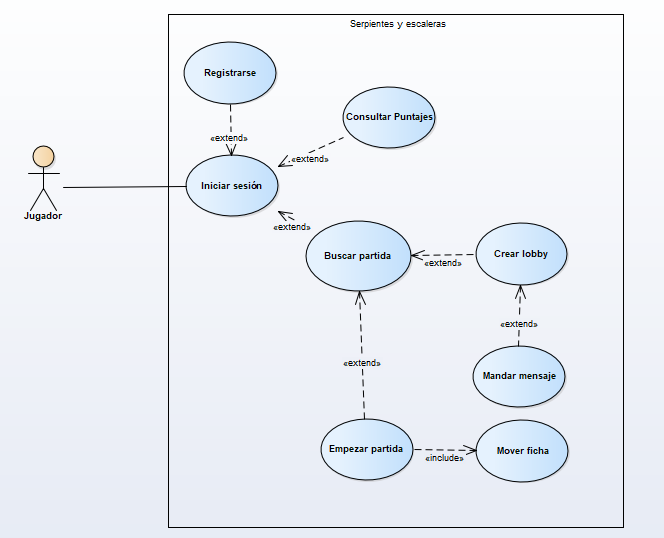 Serpientes y escaleras
Registrarse
Consultar Puntajes
«extend»
«extend»
Iniciar sesión
Jugador
«extend»
Buscar partida
Crear lobby
«extend»
«extend»
«extend»
Mandar mensaje
Empezar partida
«include»
Mover ficha